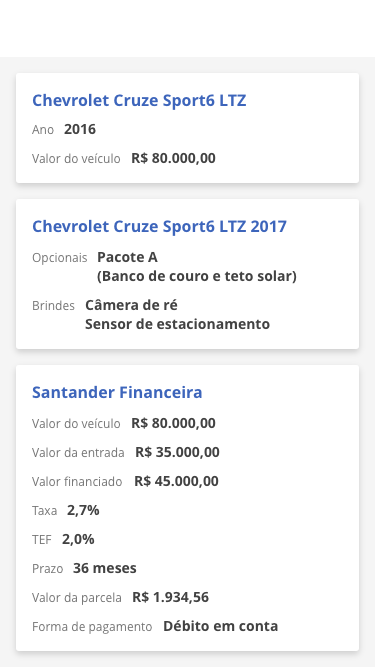 Chevrolet Cruze Sport6 LTZ
Ano 2016
Valor do veículo R$ 80.000,00
Chevrolet Cruze Sport6 LTZ 2017
Opcionais Pacote A
(Banco de couro e teto solar)
Brindes Câmera de ré
Sensor de estacionamento
Santander Financeira
Valor do veículo R$ 80.000,00
Valor da entrada R$ 35.000,00
Valor financiado R$ 45.000,00
Taxa 2,7%
TEF 2,0%
Prazo 36 meses
Valor da parcela R$ 1.934,56
Forma de pagamento Débito em conta